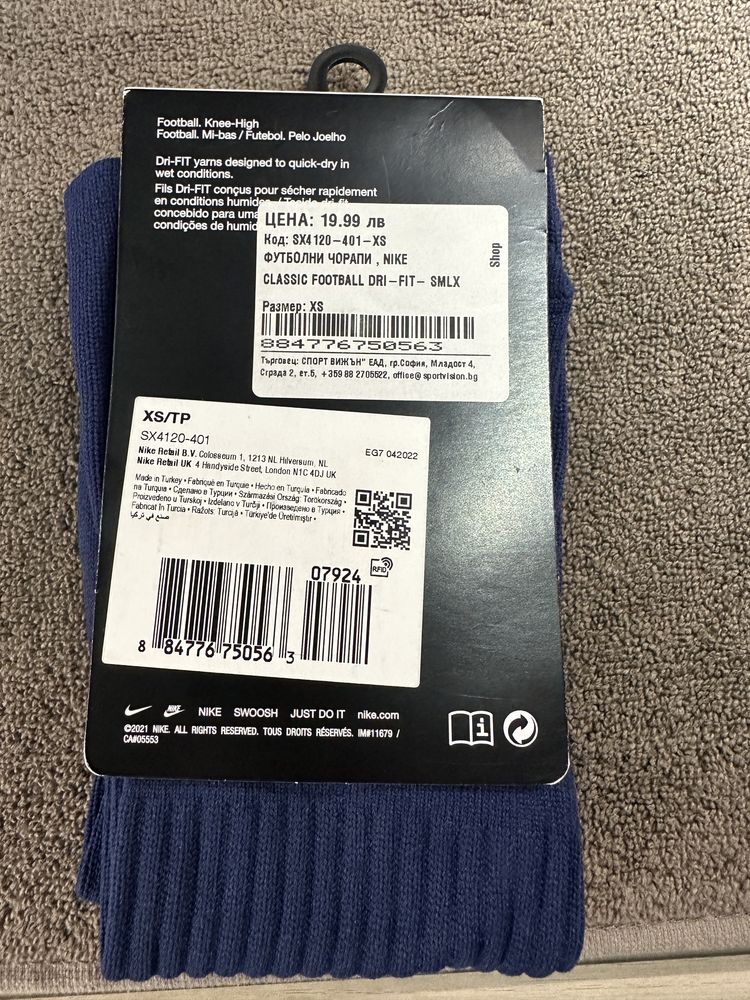 Football. Knee-High
Football. Mi-bas / Futebol. Pelo Joelho
Dri-FIT yarns designed to quick-dry in
wet conditions.
Fils Dri-FIT conçus pour sécher rapidement
en conditions humides. / Tecido dri-fit
concebido para uma
condições de humid
ЦЕНА: 19.99 лв
Код: SX4120-401-XS
ФУТБОЛНИ ЧОРАПИ , NIKE
CLASSIC FOOTBALL DRI-FIT- SMLX
Shop
Размер: XS
884776750563
Търговец: СПОРТ ВИЖЪН" ЕАД, гр.София, Младост 4,
Сграда 2, ет.5, +359 88 2705522, office@sportvision.bg
XS/TP
SX4120-401
EG7 042022
Nike Retail B.V. Colosseum 1, 1213 NL Hilversum, NL
Nike Retail UK 4 Handyside Street, London N1C 4DJ UK
Made in Turkey • Fabriqué en Turquie • Hecho en Turquía • Fabricado
na Turquia • Сделано в Турции • Származási Ország: Törökország •
Proizvedeno u Turskoj • Izdelano v Turčiji • Произведено в Турция •
Fabricat în Turcia • Ražots: Turcijā • Türkiye'de Üretilmiştir •
صنع في تركيا
RFID
07924
8 84776 75056 3
NIKE
NIKE SWOOSH JUST DO IT nike.com
©2021 NIKE. ALL RIGHTS RESERVED. TOUS DROITS RÉSERVÉS. IM#11679 /
CA#05553